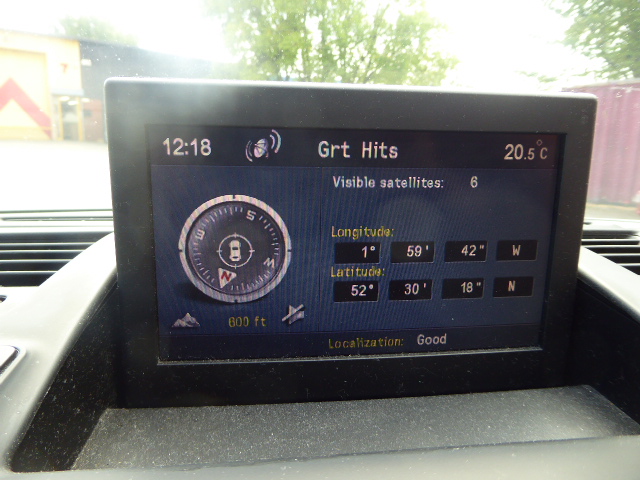 12:18 Grt Hits 20.5°C
Visible satellites: 6
S
W
N
N
Longitude:
1° 59' 42" W
Latitude:
52° 30' 18" N
600 ft
Localization: Good